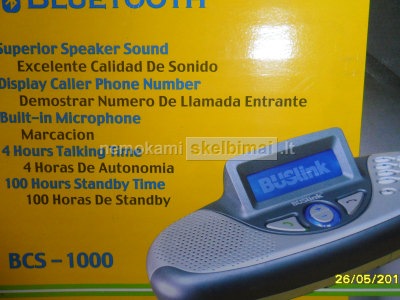 BLUETOOTH
Superior Speaker Sound
Excelente Calidad De Sonido
Display Caller Phone Number
Demostrar Numero De Llamada Entrante
Built-in Microphone
Marcacion
nemokami skelbimai.lt
4 Hours Talking Time
4 Horas De Autonomia
100 Hours Standby Time
100 Horas De Standby
BUSlink
BUSlink
BCS - 1000
26/05/201